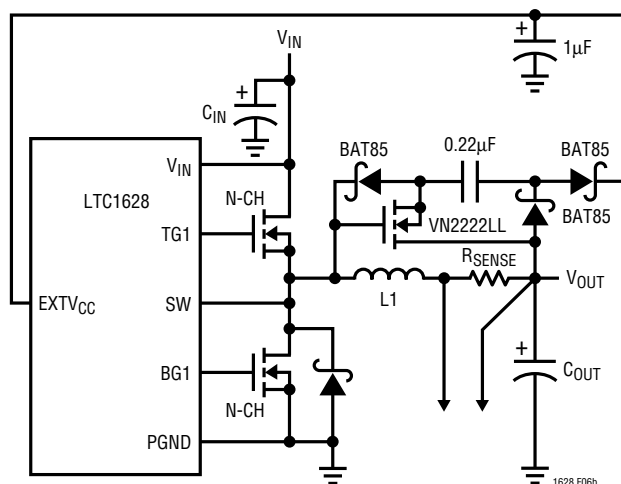 V_IN
+
1µF
+
C_IN
BAT85
0.22µF
BAT85
V_IN
LTC1628
N-CH
VN2222LL
BAT85
TG1
R_SENSE
V_OUT
EXTV_CC
SW
L1
+
C_OUT
BG1
N-CH
PGND
1628 F06b